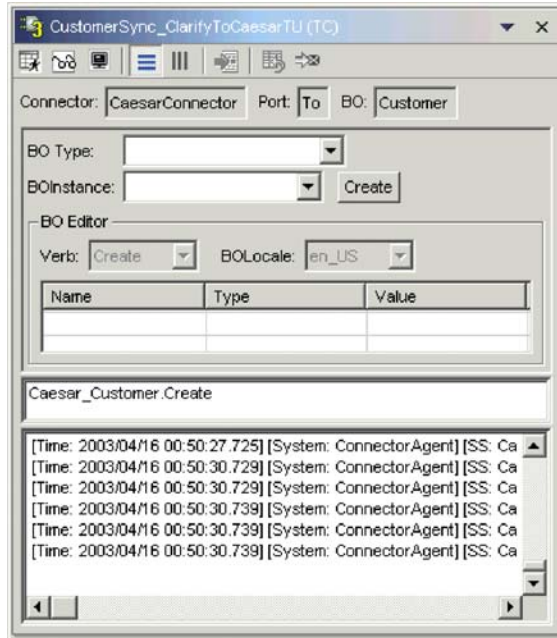 CustomerSync_ClarifyToCaesarTU (TC)
Connector: CaesarConnector Port: To BO: Customer
BO Type:
BOInstance: Create
BO Editor
Verb: Create BOLocale: en_US
Name Type Value
Caesar_Customer.Create
[Time: 2003/04/16 00:50:27.725] [System: ConnectorAgent] [SS: Ca
[Time: 2003/04/16 00:50:30.729] [System: ConnectorAgent] [SS: Ca
[Time: 2003/04/16 00:50:30.729] [System: ConnectorAgent] [SS: Ca
[Time: 2003/04/16 00:50:30.739] [System: ConnectorAgent] [SS: Ca
[Time: 2003/04/16 00:50:30.739] [System: ConnectorAgent] [SS: Ca
[Time: 2003/04/16 00:50:30.739] [System: ConnectorAgent] [SS: Ca